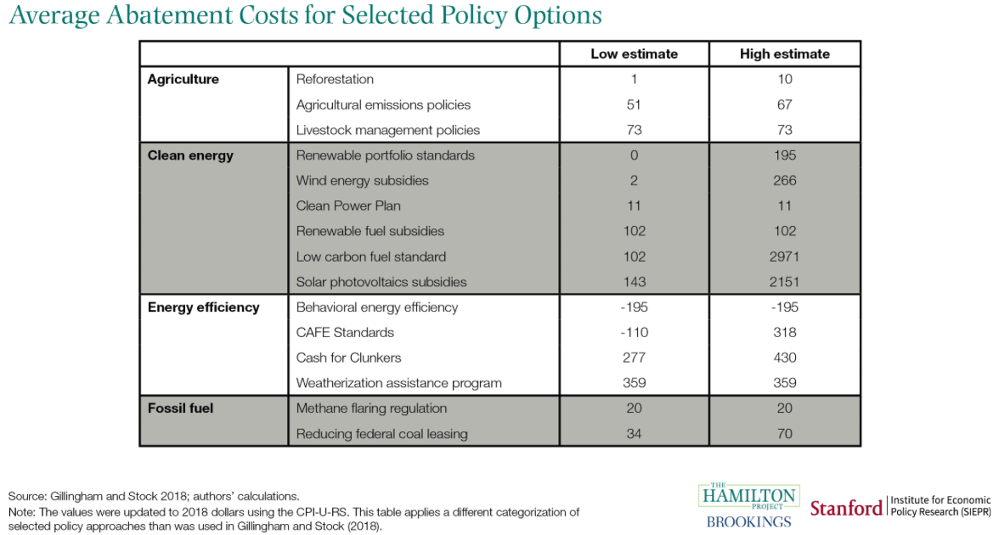 Average Abatement Costs for Selected Policy Options
Low estimate High estimate
Agriculture Reforestation 1 10
Agricultural emissions policies 51 67
Livestock management policies 73 73
Clean energy Renewable portfolio standards 0 195
Wind energy subsidies 2 266
Clean Power Plan 11 11
Renewable fuel subsidies 102 102
Low carbon fuel standard 102 2971
Solar photovoltaics subsidies 143 2151
Energy efficiency Behavioral energy efficiency -195 -195
CAFE Standards -110 318
Cash for Clunkers 277 430
Weatherization assistance program 359 359
Fossil fuel Methane flaring regulation 20 20
Reducing federal coal leasing 34 70
Source: Gillingham and Stock 2018; authors' calculations.
Note: The values were updated to 2018 dollars using the CPI-U-RS. This table applies a different categorization of
selected policy approaches than was used in Gillingham and Stock (2018).
THE
HAMILTON
PROJECT
BROOKINGS
Stanford
Institute for Economic
Policy Research (SIEPR)